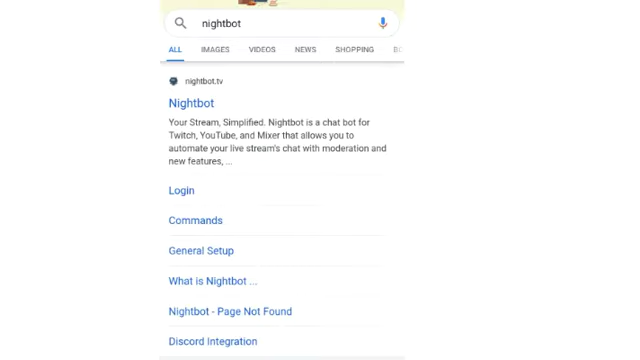 nightbot
ALL IMAGES VIDEOS NEWS SHOPPING
nightbot.tv
Nightbot
Your Stream, Simplified. Nightbot is a chat bot for
Twitch, YouTube, and Mixer that allows you to
automate your live stream's chat with moderation and
new features, ...
Login
Commands
General Setup
What is Nightbot ...
Nightbot - Page Not Found
Discord Integration